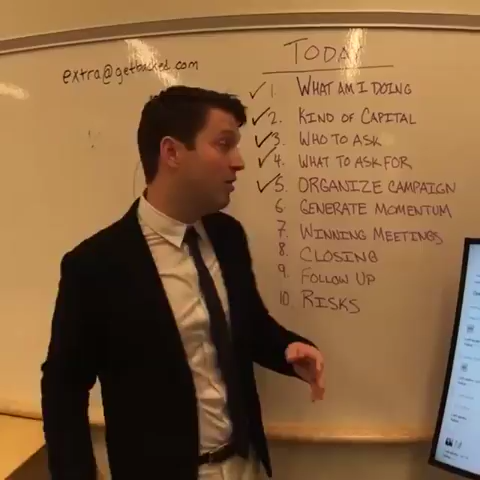 extra@getbacked.com
TODAY
✓ 1. WHAT AM I DOING
✓ 2. KIND OF CAPITAL
✓ 3. WHO TO ASK
✓ 4. WHAT TO ASK FOR
✓ 5. ORGANIZE CAMPAIGN
6. GENERATE MOMENTUM
7. WINNING MEETINGS
8. CLOSING
9. FOLLOW UP
10. RISKS